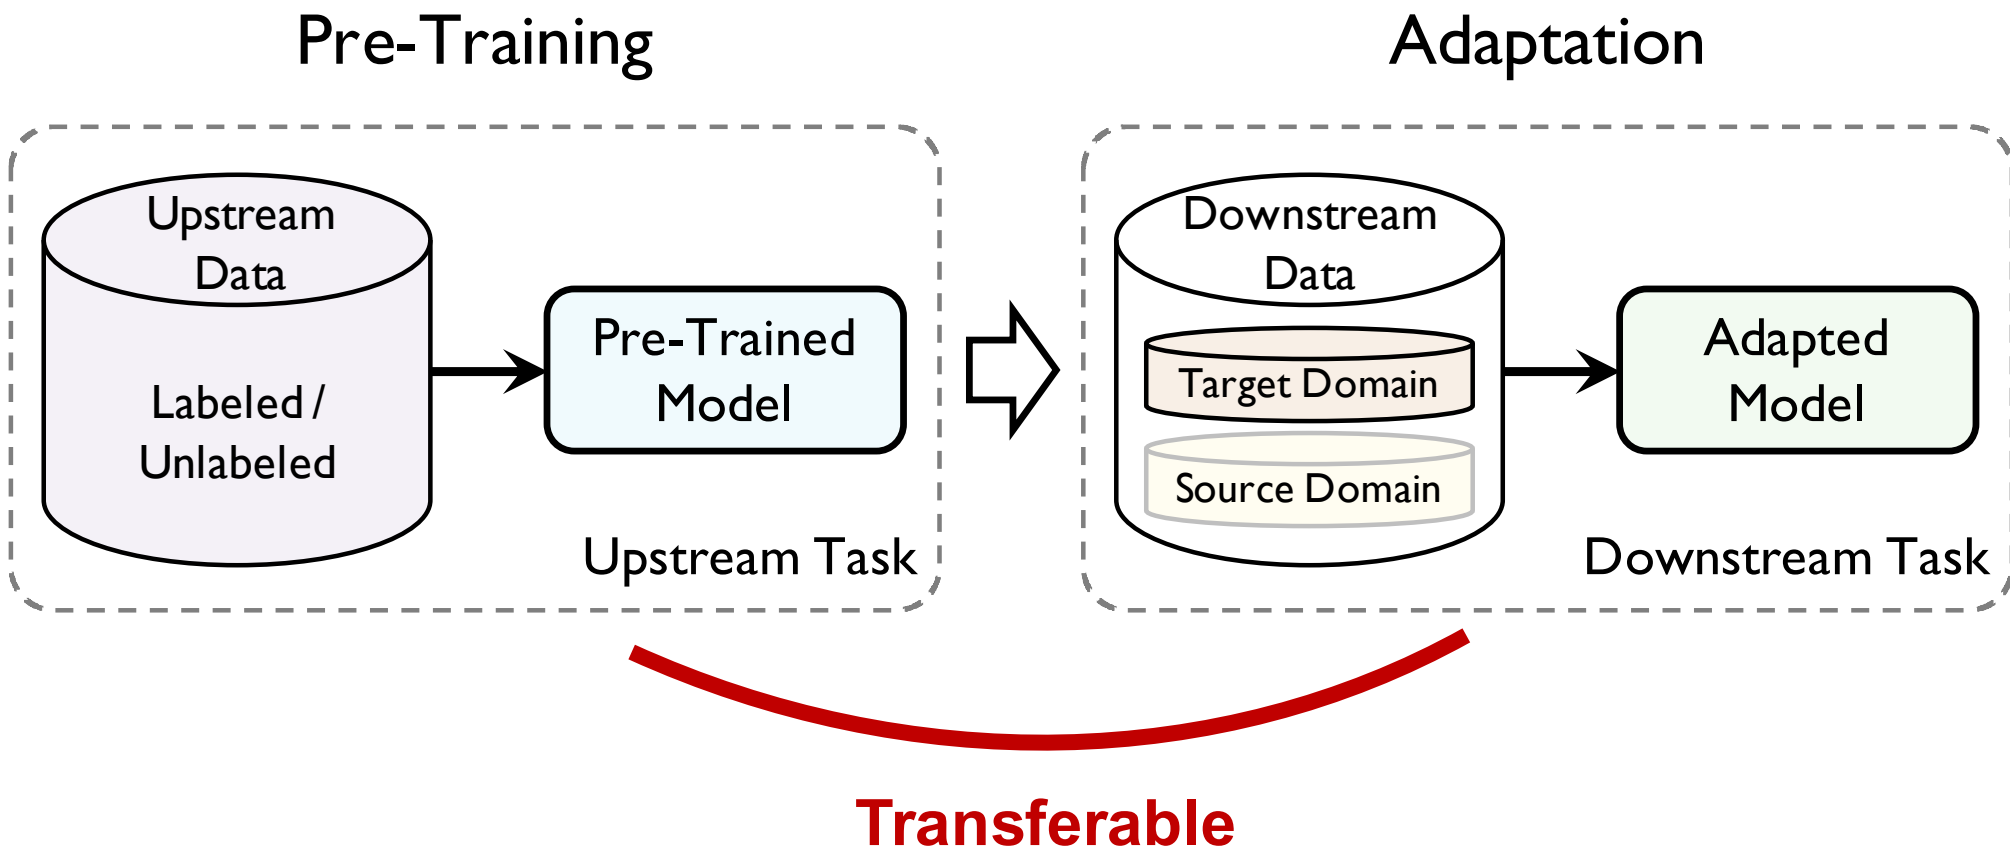 Pre-Training
Upstream
Data
Labeled /
Unlabeled
Pre-Trained
Model
Upstream Task
Adaptation
Downstream
Data
Target Domain
Source Domain
Adapted
Model
Downstream Task
Transferable